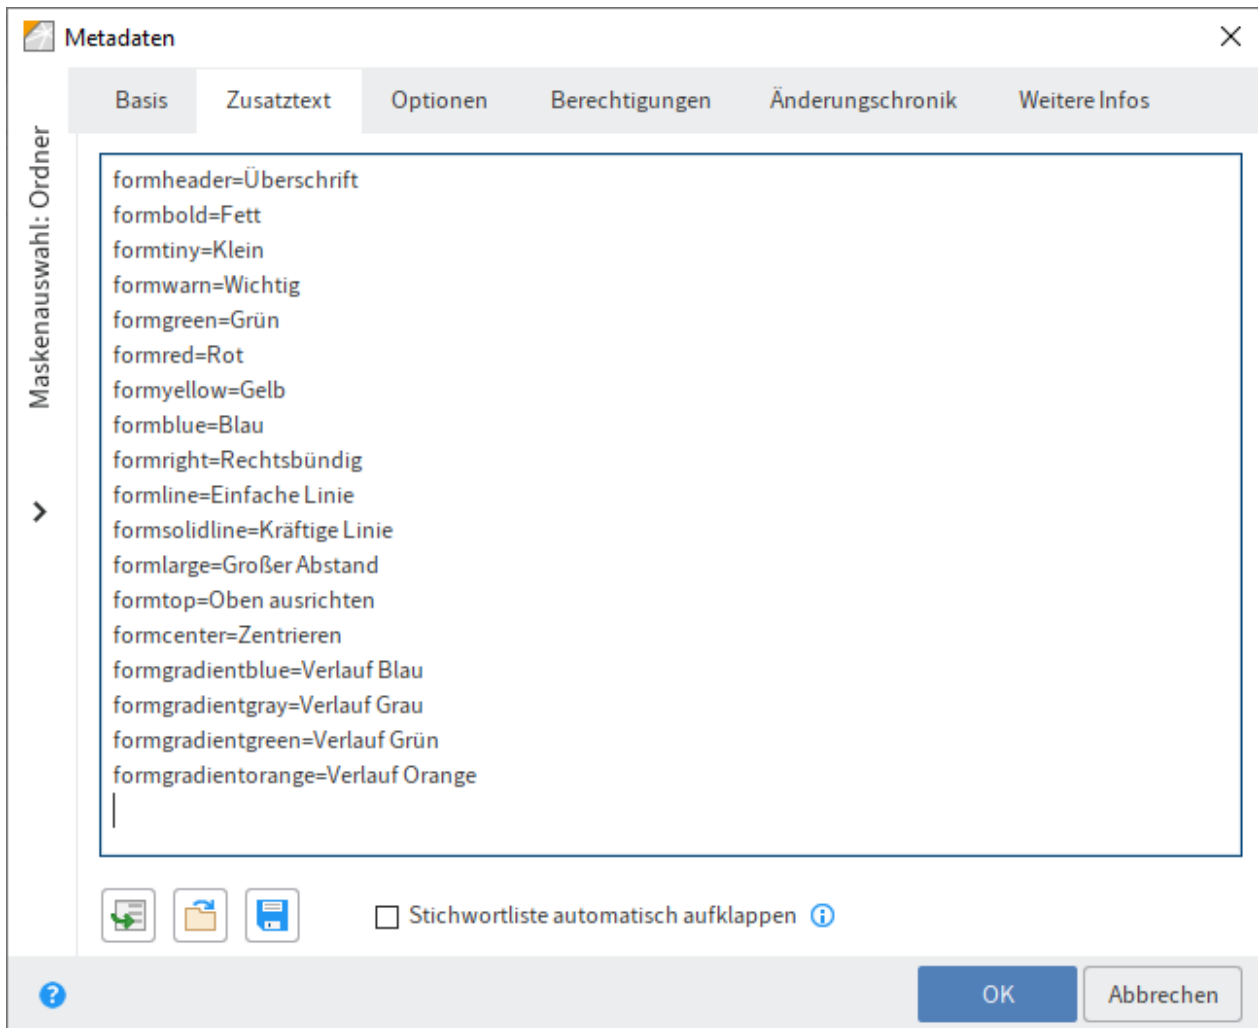 Metadaten
Basis Zusatztext Optionen Berechtigungen Änderungschronik Weitere Infos
Maskenauswahl: Ordner
formheader=Überschrift
formbold=Fett
formtiny=Klein
formwarn=Wichtig
formgreen=Grün
formred=Rot
formyellow=Gelb
formblue=Blau
formright=Rechtsbündig
formline=Einfache Linie
formsolidline=Kräftige Linie
formlarge=Großer Abstand
formtop=Oben ausrichten
formcenter=Zentrieren
formgradientblue=Verlauf Blau
formgradientgray=Verlauf Grau
formgradientgreen=Verlauf Grün
formgradientorange=Verlauf Orange
Stichwortliste automatisch aufklappen
OK Abbrechen